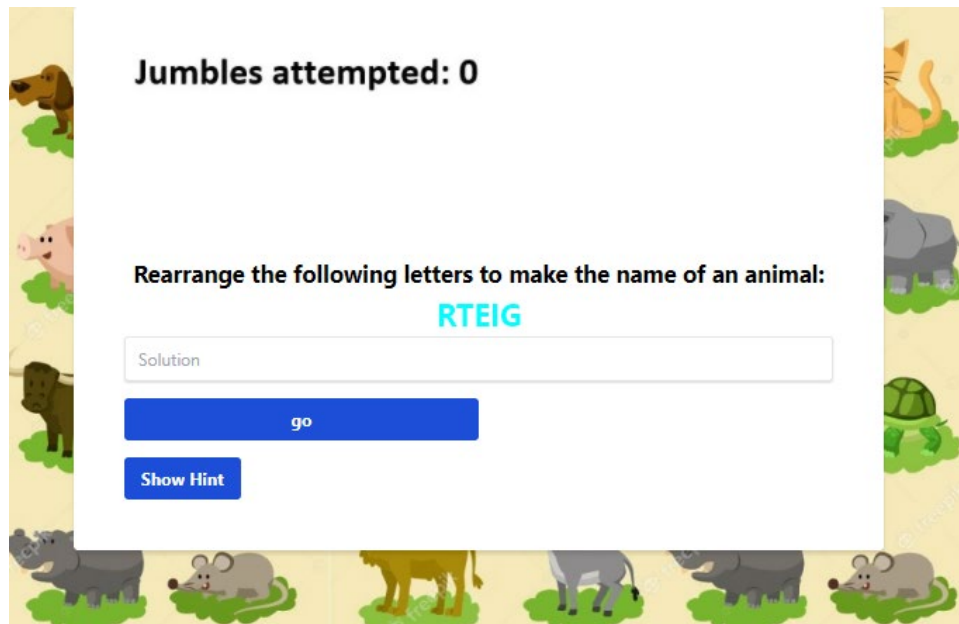 Jumbles attempted: 0
Rearrange the following letters to make the name of an animal:
RTEIG
Solution
go
Show Hint